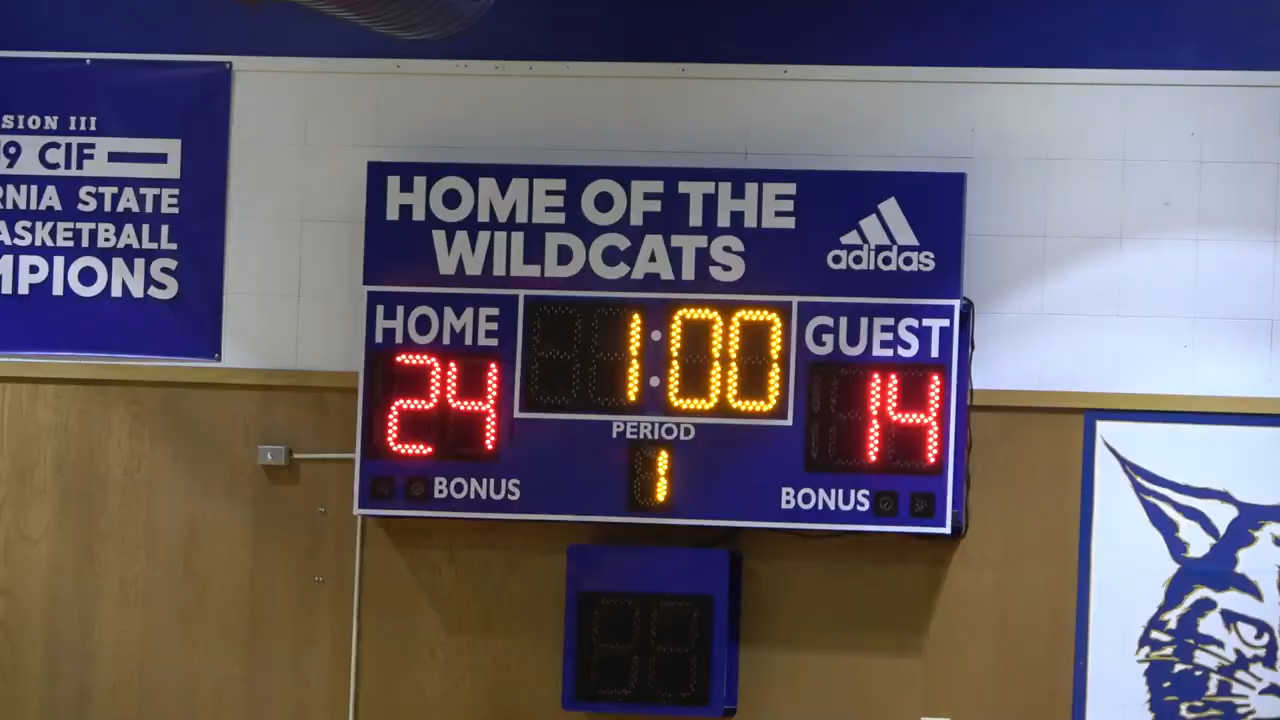 SION III
9 CIF
RNIA STATE
ASKETBALL
MPIONS
HOME OF THE
WILDCATS
adidas
HOME
1:00
GUEST
24
14
PERIOD
1
BONUS
BONUS